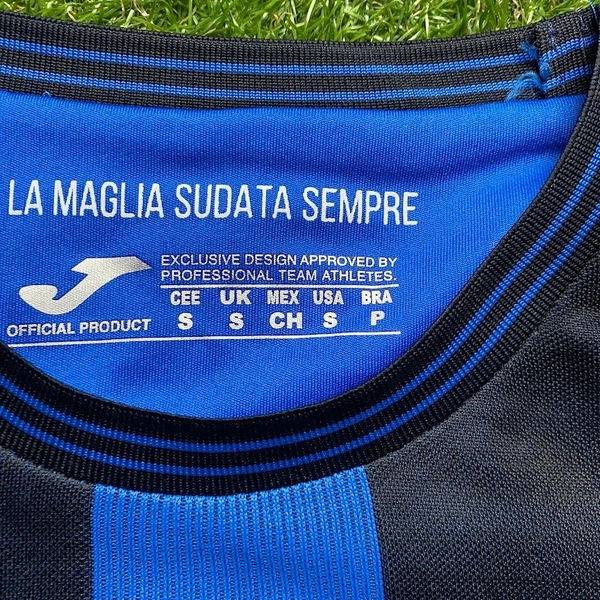 LA MAGLIA SUDATA SEMPRE
EXCLUSIVE DESIGN APPROVED BY
PROFESSIONAL TEAM ATHLETES.
CEE UK MEX USA BRA
S S CH S P
OFFICIAL PRODUCT